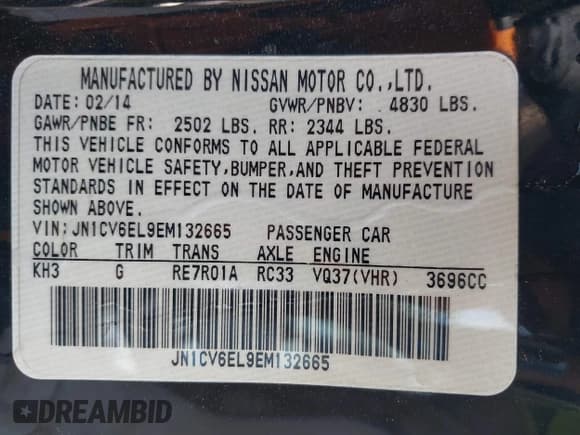 MANUFACTURED BY NISSAN MOTOR CO.,LTD.
DATE: 02/14 GVWR/PNBV: 4830 LBS.
GAWR/PNBE FR: 2502 LBS. RR: 2344 LBS.
THIS VEHICLE CONFORMS TO ALL APPLICABLE FEDERAL
MOTOR VEHICLE SAFETY,BUMPER,AND THEFT PREVENTION
STANDARDS IN EFFECT ON THE DATE OF MANUFACTURE
SHOWN ABOVE.
VIN:JN1CV6EL9EM132665 PASSENGER CAR
COLOR TRIM TRANS AXLE ENGINE
KH3 G RE7R01A RC33 VQ37(VHR) 3696CC
JN1CV6EL9EM132665
DREAMBID